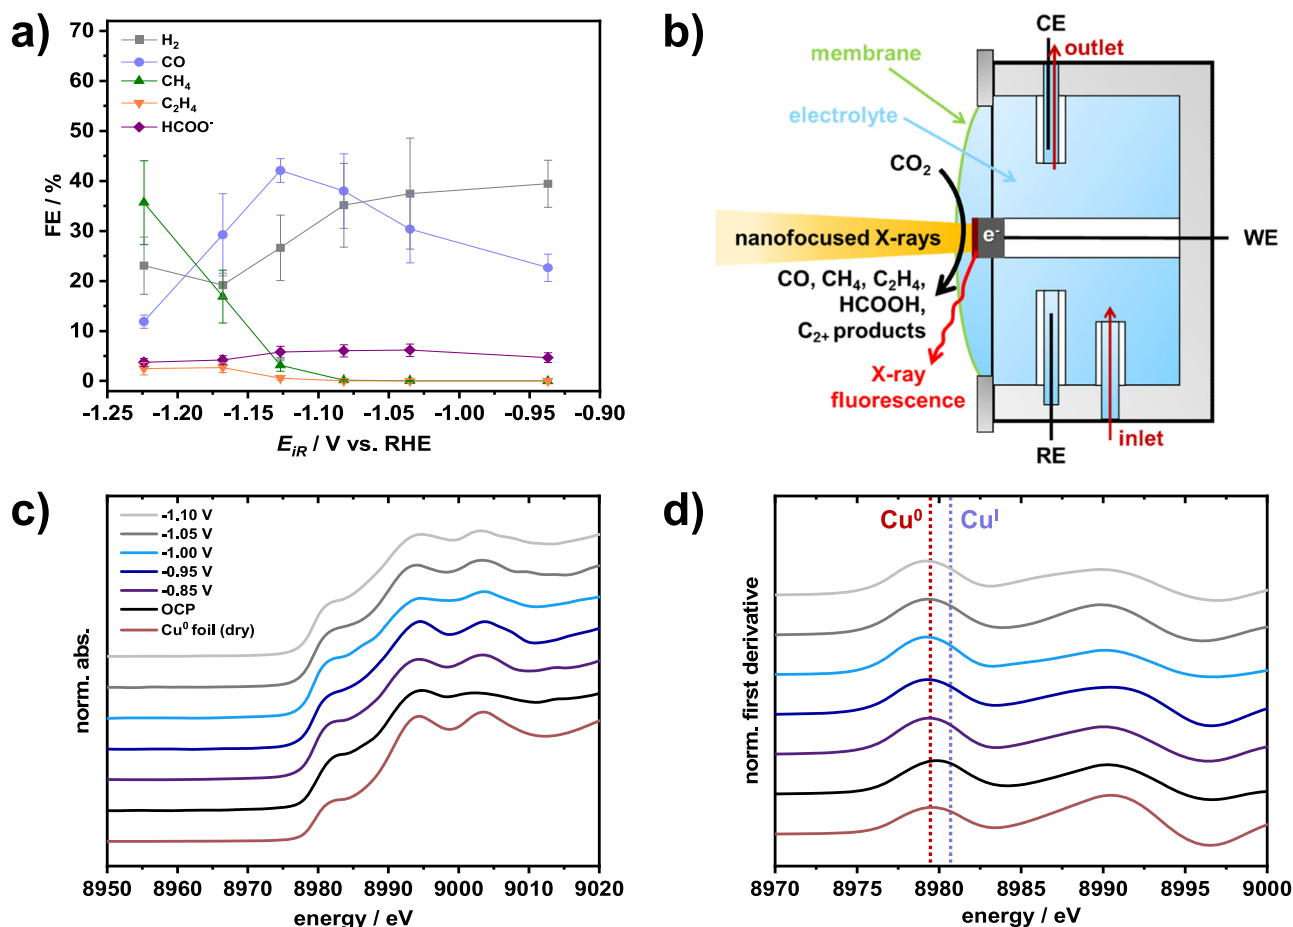 a)
70
60
50
40
30
20
10
0
FE / %
H2
CO
CH4
C2H4
HCOO-
-1.25 -1.20 -1.15 -1.10 -1.05 -1.00 -0.95 -0.90
EiR / V vs. RHE
b)
CE
outlet
membrane
electrolyte
CO2
nanofocused X-rays
e-
WE
CO, CH4, C2H4,
HCOOH,
C2+ products
X-ray
fluorescence
inlet
RE
c)
-1.10 V
-1.05 V
-1.00 V
-0.95 V
-0.85 V
OCP
Cu0 foil (dry)
norm. abs.
8950 8960 8970 8980 8990 9000 9010 9020
energy / eV
d)
Cu0 CuI
norm. first derivative
8970 8975 8980 8985 8990 8995 9000
energy / eV